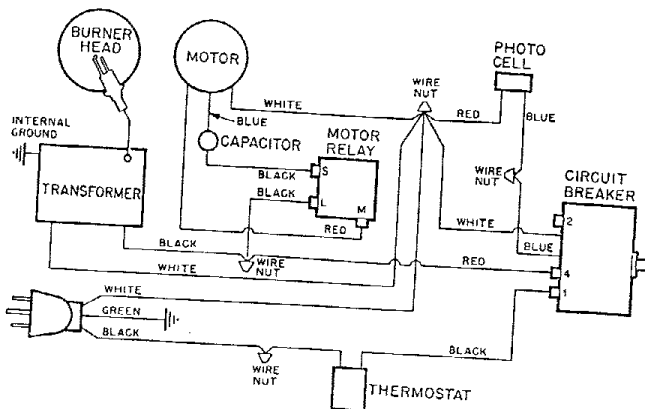 BURNER
HEAD
MOTOR
PHOTO
CELL
WIRE
NUT
WHITE
RED
BLUE
BLUE
INTERNAL
GROUND
CAPACITOR
MOTOR
RELAY
BLACK
S
WIRE
NUT
CIRCUIT
BREAKER
TRANSFORMER
BLACK
L
M
2
WHITE
RED
BLUE
BLACK
WIRE
NUT
RED
4
WHITE
1
WHITE
GREEN
BLACK
BLACK
WIRE
NUT
THERMOSTAT